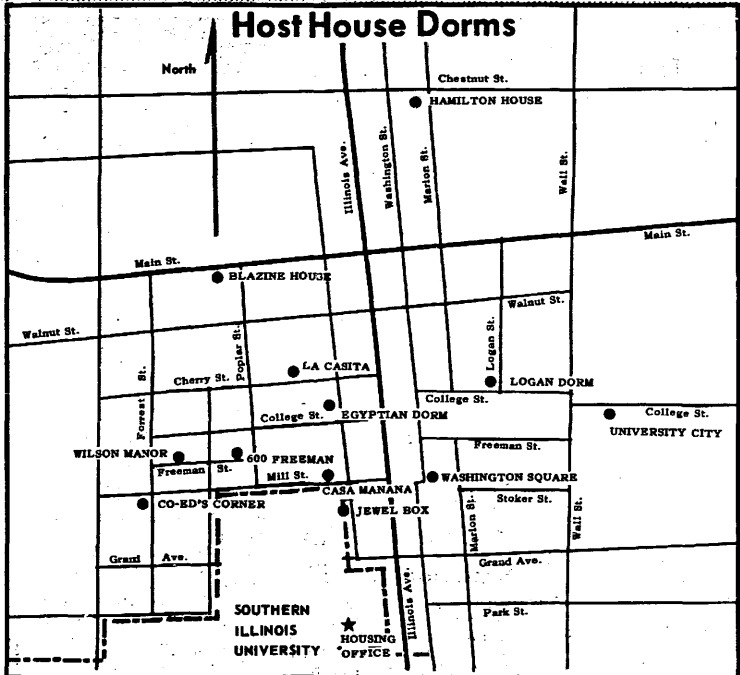 Host House Dorms
North
Chestnut St.
HAMILTON HOUSE
Illinois Ave.
Washington St.
Marion St.
Wall St.
Main St.
Main St.
BLAZINE HOUSE
Walnut St.
Walnut St.
Poplar St.
Logan St.
LA CASITA
Cherry St.
LOGAN DORM
College St.
Forrest St.
EGYPTIAN DORM
College St.
College St.
UNIVERSITY CITY
WILSON MANOR
600 FREEMAN
Freeman St.
Freeman St.
Mill St.
CASA MANANA
WASHINGTON SQUARE
Stoker St.
CO-ED'S CORNER
JEWEL BOX
Marion St.
Wall St.
Grand Ave.
Grand Ave.
Illinois Ave.
Park St.
SOUTHERN
ILLINOIS
UNIVERSITY
HOUSING
OFFICE